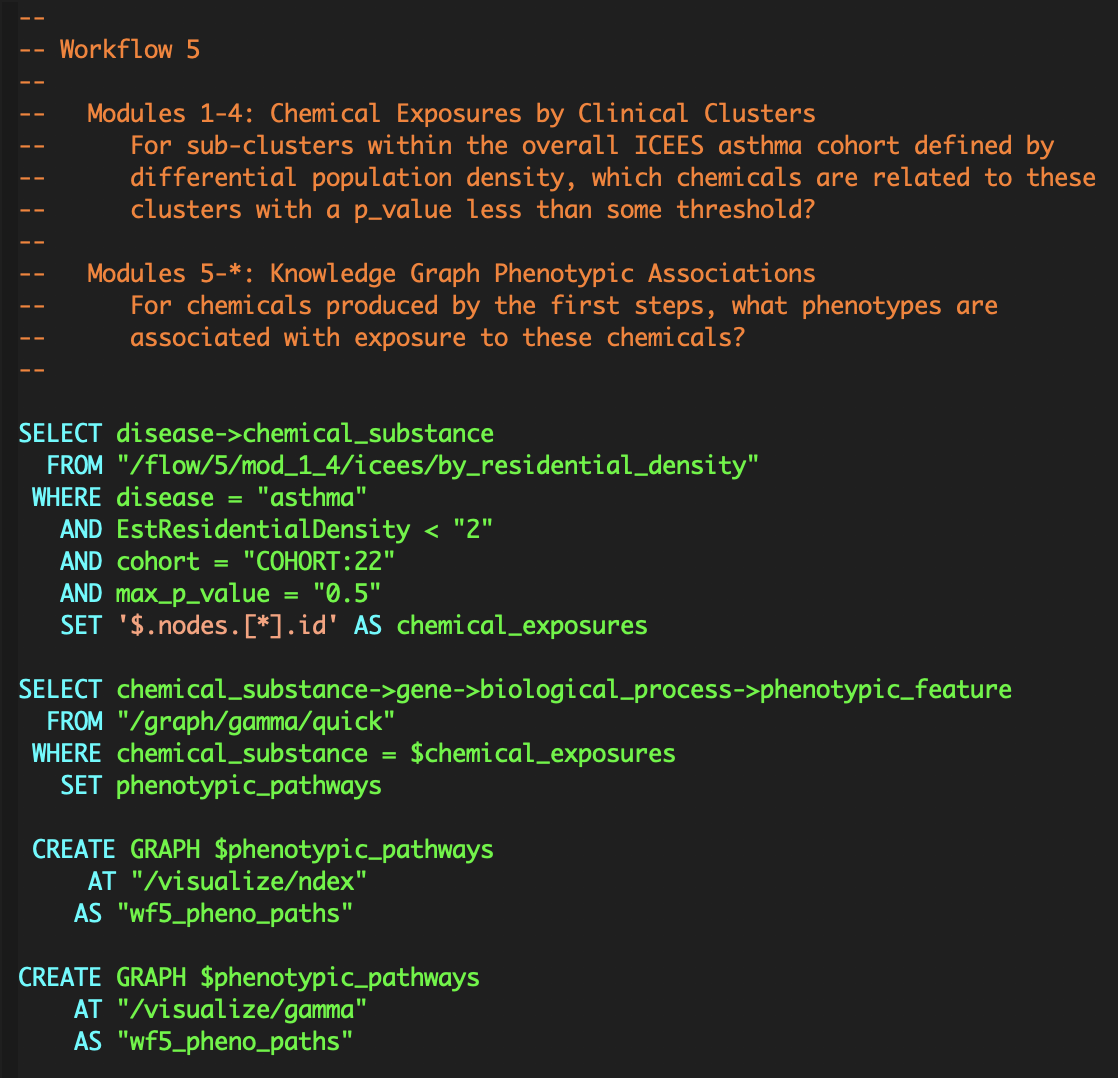 --
-- Workflow 5
--
--   Modules 1-4: Chemical Exposures by Clinical Clusters
--      For sub-clusters within the overall ICEES asthma cohort defined by
--      differential population density, which chemicals are related to these
--      clusters with a p_value less than some threshold?
--
--   Modules 5-*: Knowledge Graph Phenotypic Associations
--      For chemicals produced by the first steps, what phenotypes are
--      associated with exposure to these chemicals?
--
SELECT disease->chemical_substance
  FROM "/flow/5/mod_1_4/icees/by_residential_density"
 WHERE disease = "asthma"
   AND EstResidentialDensity < "2"
   AND cohort = "COHORT:22"
   AND max_p_value = "0.5"
   SET '$.nodes.[*].id' AS chemical_exposures
SELECT chemical_substance->gene->biological_process->phenotypic_feature
  FROM "/graph/gamma/quick"
 WHERE chemical_substance = $chemical_exposures
   SET phenotypic_pathways
 CREATE GRAPH $phenotypic_pathways
     AT "/visualize/ndex"
    AS "wf5_pheno_paths"
CREATE GRAPH $phenotypic_pathways
    AT "/visualize/gamma"
    AS "wf5_pheno_paths"